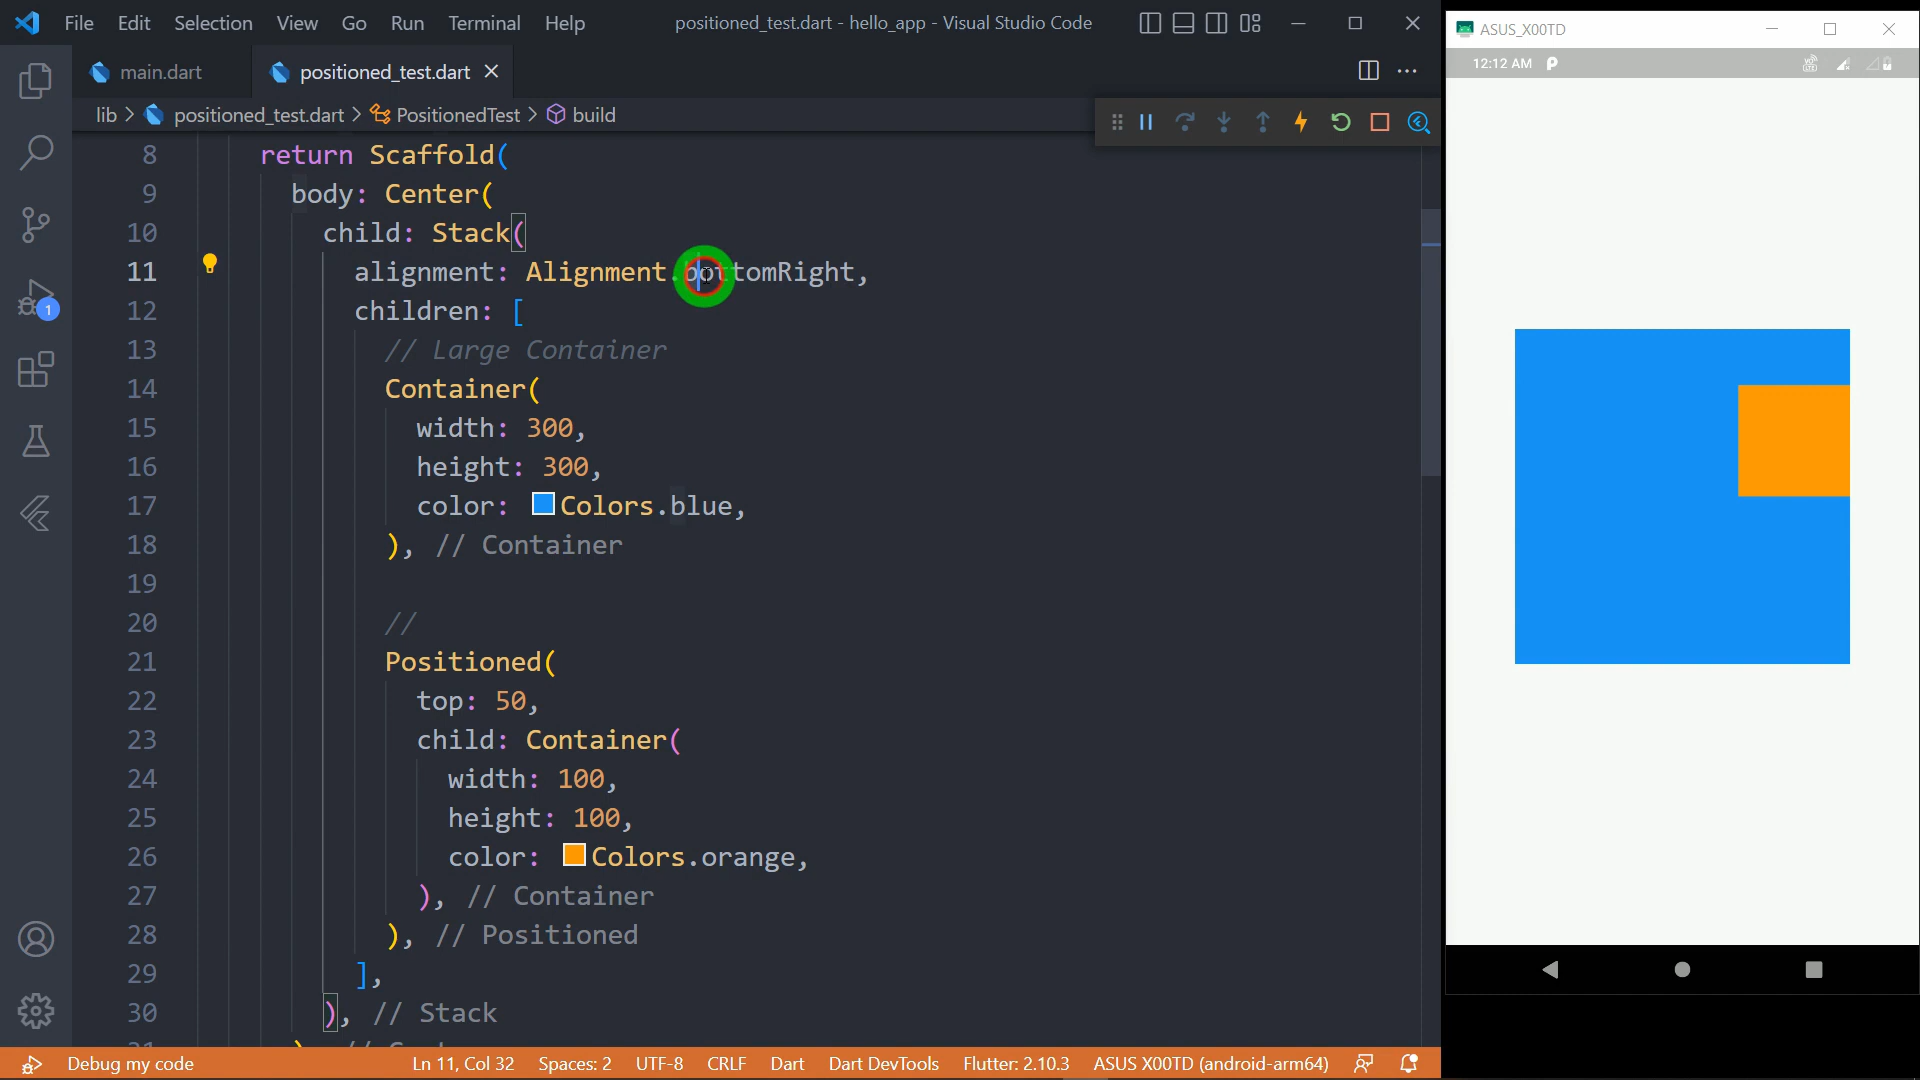 File Edit Selection View Go Run Terminal Help
positioned_test.dart - hello_app - Visual Studio Code
ASUS_X00TD
12:12 AM
main.dart
positioned_test.dart
lib > positioned_test.dart > PositionedTest > build
8 return Scaffold(
9 body: Center(
10 child: Stack(
11 alignment: Alignment.bottomRight,
12 children: [
13 // Large Container
14 Container(
15 width: 300,
16 height: 300,
17 color: Colors.blue,
18 ), // Container
19
20 //
21 Positioned(
22 top: 50,
23 child: Container(
24 width: 100,
25 height: 100,
26 color: Colors.orange,
27 ), // Container
28 ), // Positioned
29 ],
30 ), // Stack
1
Debug my code
Ln 11, Col 32 Spaces: 2 UTF-8 CRLF Dart Dart DevTools Flutter: 2.10.3 ASUS X00TD (android-arm64)